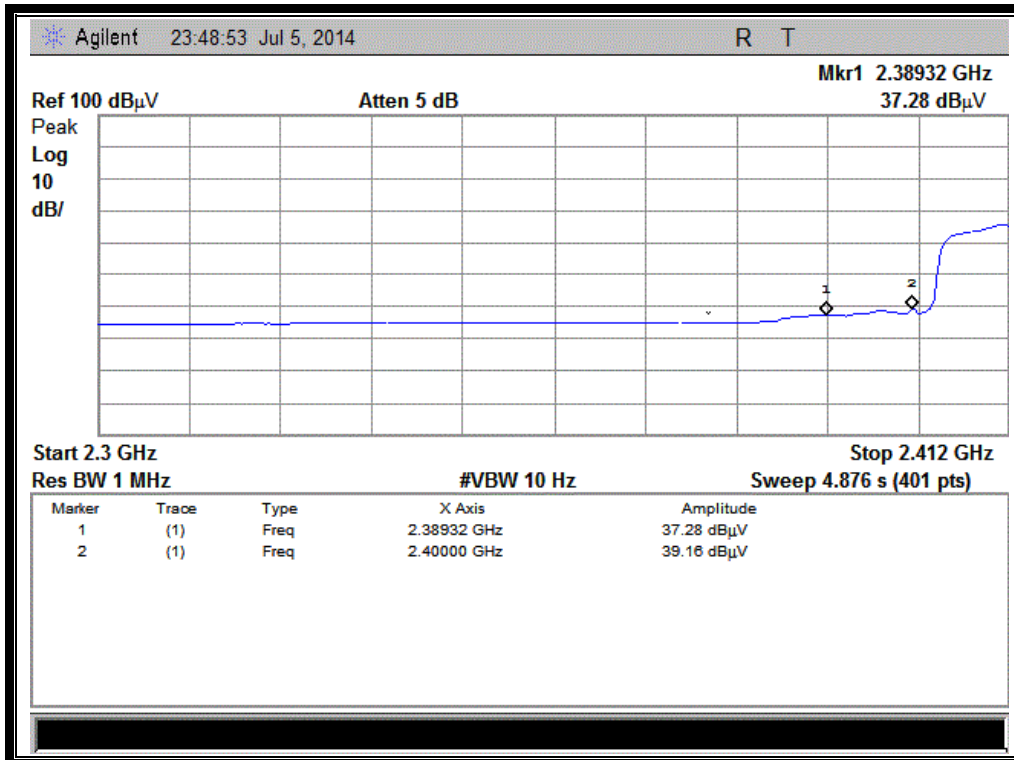 Agilent 23:48:53 Jul 5, 2014 R T
Mkr1 2.38932 GHz
Ref 100 dBµV Atten 5 dB 37.28 dBµV
Peak
Log
10
dB/
1
2
Start 2.3 GHz Stop 2.412 GHz
Res BW 1 MHz #VBW 10 Hz Sweep 4.876 s (401 pts)
Marker Trace Type X Axis Amplitude
1 (1) Freq 2.38932 GHz 37.28 dBµV
2 (1) Freq 2.40000 GHz 39.16 dBµV